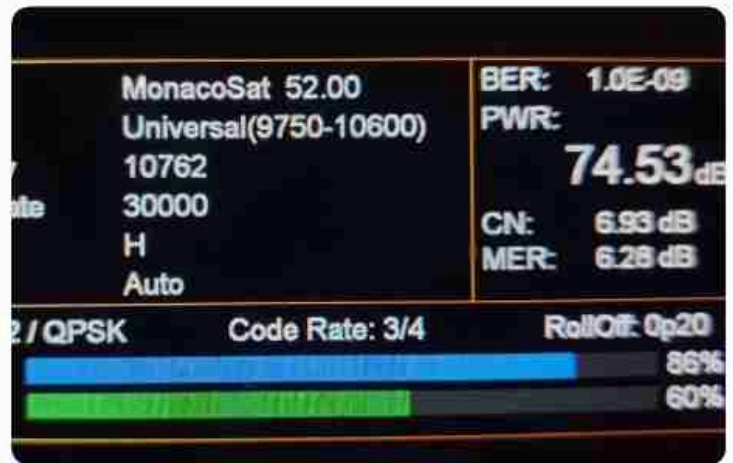 MonacoSat 52.00
Universal(9750-10600)
10762
30000
H
Auto
BER: 1.0E-09
PWR:
74.53dB
CN: 6.93 dB
MER: 6.28 dB
/ QPSK Code Rate: 3/4 RollOff: 0p20
86%
60%